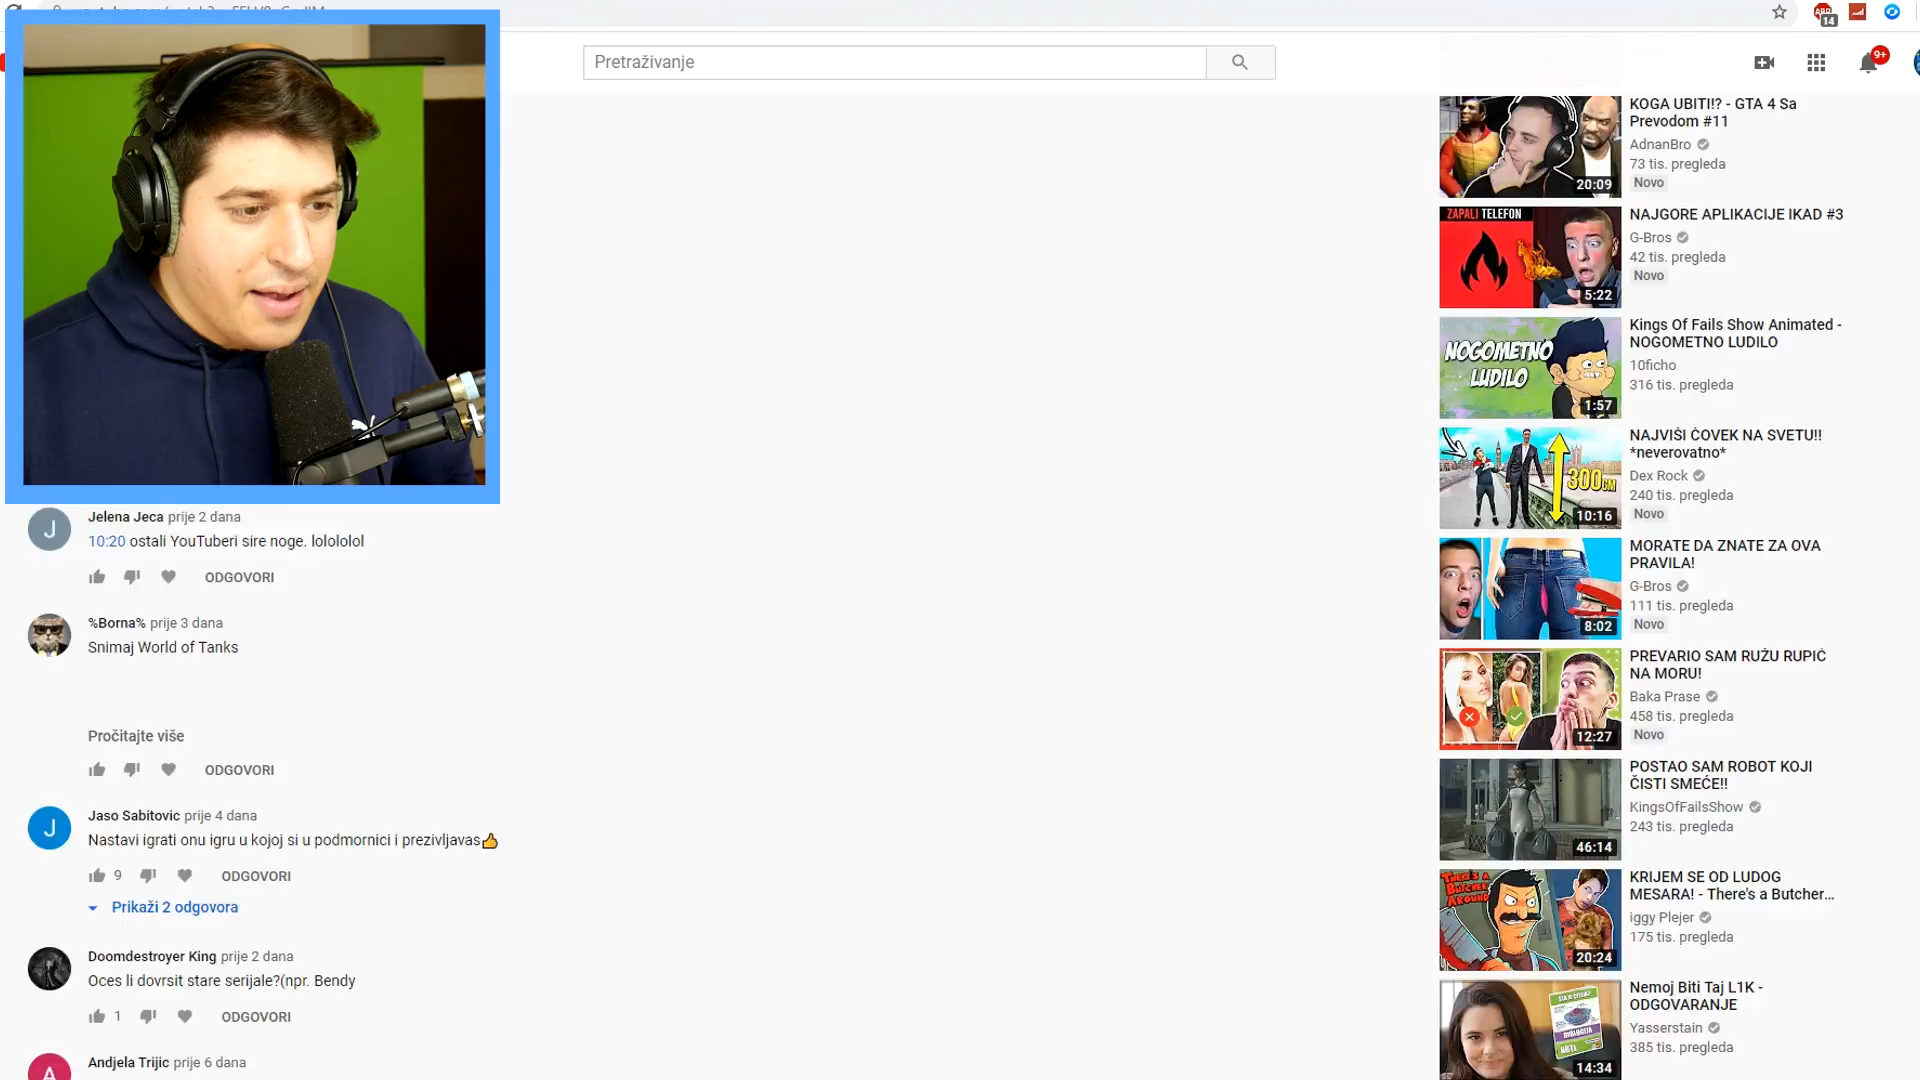 14
Pretraživanje
9+
Jelena Jeca prije 2 dana
10:20 ostali YouTuberi sire noge. lolololol
ODGOVORI
%Borna% prije 3 dana
Snimaj World of Tanks
Pročitajte više
ODGOVORI
Jaso Sabitovic prije 4 dana
Nastavi igrati onu igru u kojoj si u podmornici i prezivljavas👍
9
ODGOVORI
Prikaži 2 odgovora
Doomdestroyer King prije 2 dana
Oces li dovrsit stare serijale?(npr. Bendy
1
ODGOVORI
Andjela Trijic prije 6 dana
KOGA UBITI!? - GTA 4 Sa
Prevodom #11
AdnanBro
73 tis. pregleda
Novo
20:09
ZAPALI TELEFON
5:22
NAJGORE APLIKACIJE IKAD #3
G-Bros
42 tis. pregleda
Novo
NOGOMETNO
LUDILO
1:57
Kings Of Fails Show Animated -
NOGOMETNO LUDILO
10ficho
316 tis. pregleda
300CM
10:16
NAJVIŠI ČOVEK NA SVETU!!
*neverovatno*
Dex Rock
240 tis. pregleda
Novo
8:02
MORATE DA ZNATE ZA OVA
PRAVILA!
G-Bros
111 tis. pregleda
Novo
12:27
PREVARIO SAM RUŽU RUPIĆ
NA MORU!
Baka Prase
458 tis. pregleda
Novo
46:14
POSTAO SAM ROBOT KOJI
ČISTI SMEĆE!!
KingsOfFailsShow
243 tis. pregleda
THERE'S A
BUTCHER
AROUND
20:24
KRIJEM SE OD LUDOG
MESARA! - There's a Butcher...
iggy Plejer
175 tis. pregleda
14:34
Nemoj Biti Taj L1K -
ODGOVARANJE
Yasserstain
385 tis. pregleda